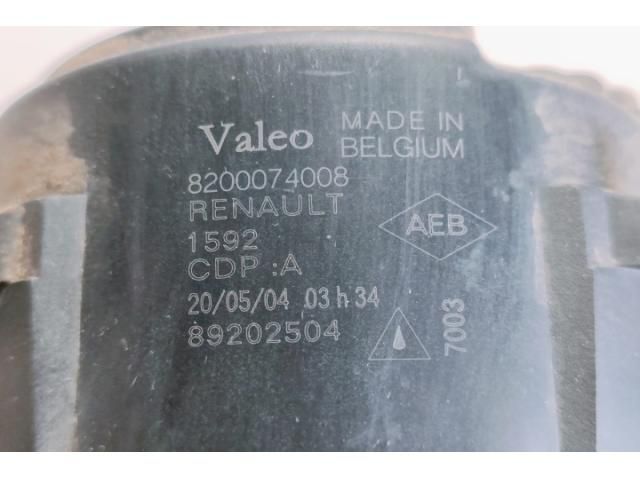 Valeo MADE IN
BELGIUM
8200074008
RENAULT
AEB
1592
CDP :A
20/05/04 03 h 34
89202504
7003